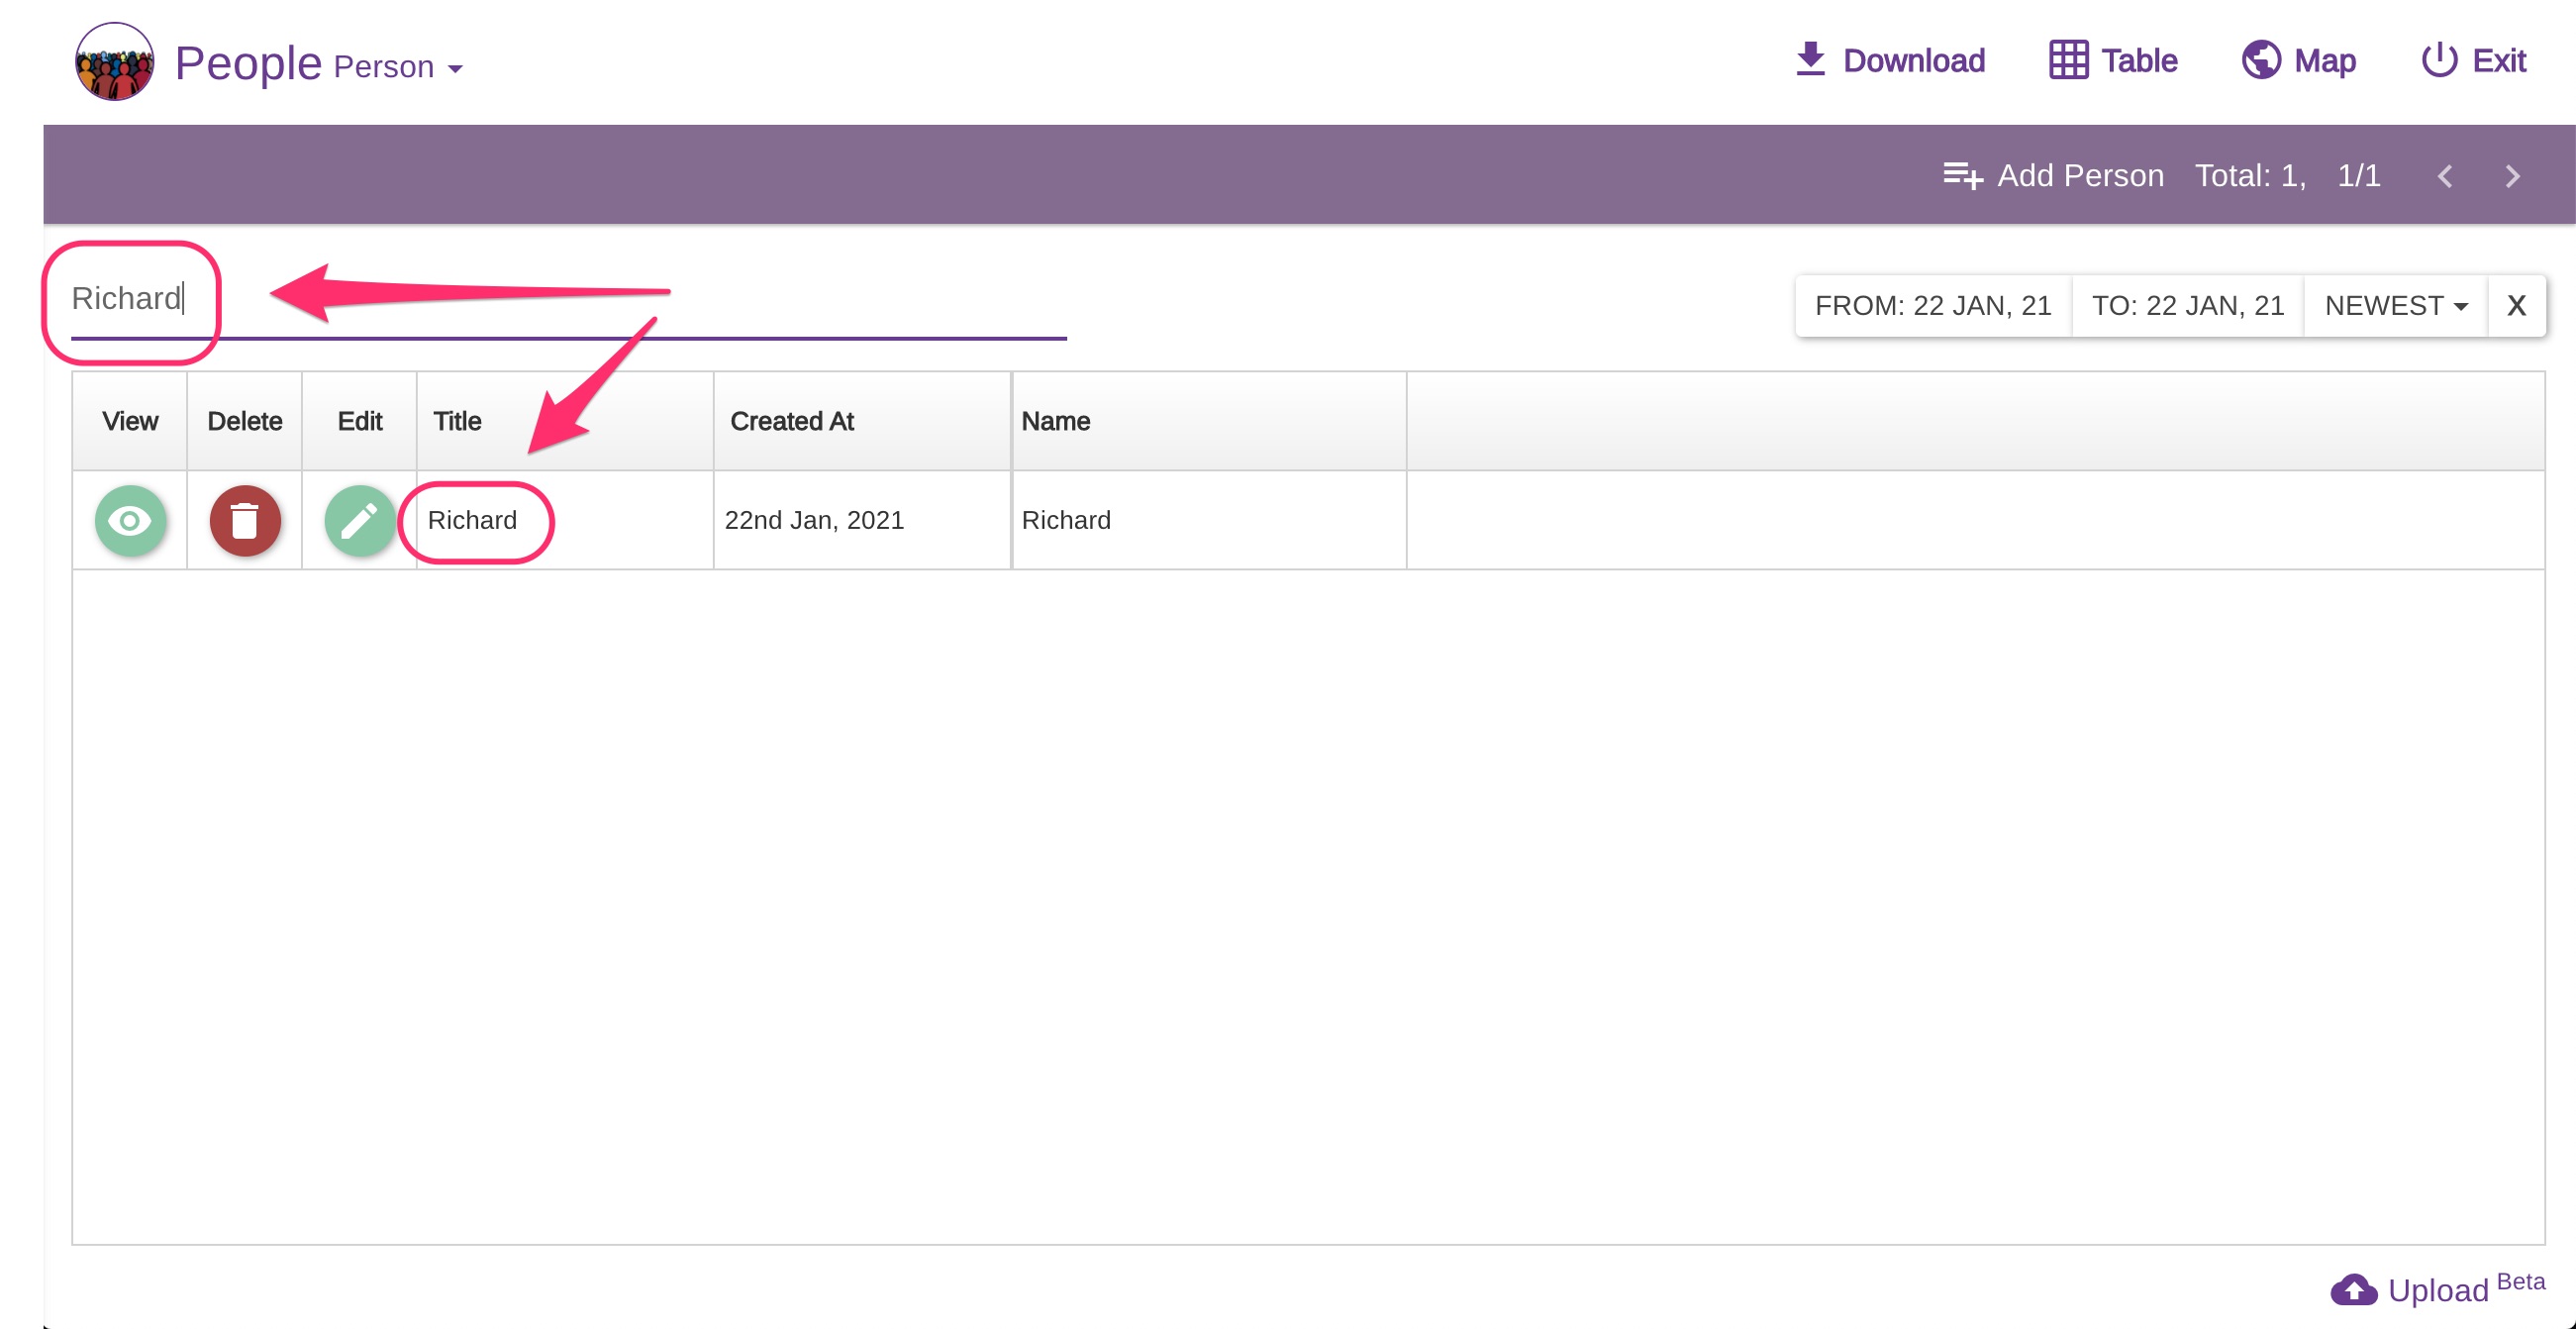 People Person
Download Table Map Exit
Add Person Total: 1, 1/1
Richard
FROM: 22 JAN, 21 TO: 22 JAN, 21 NEWEST X
View Delete Edit Title Created At Name
Richard 22nd Jan, 2021 Richard
Upload Beta